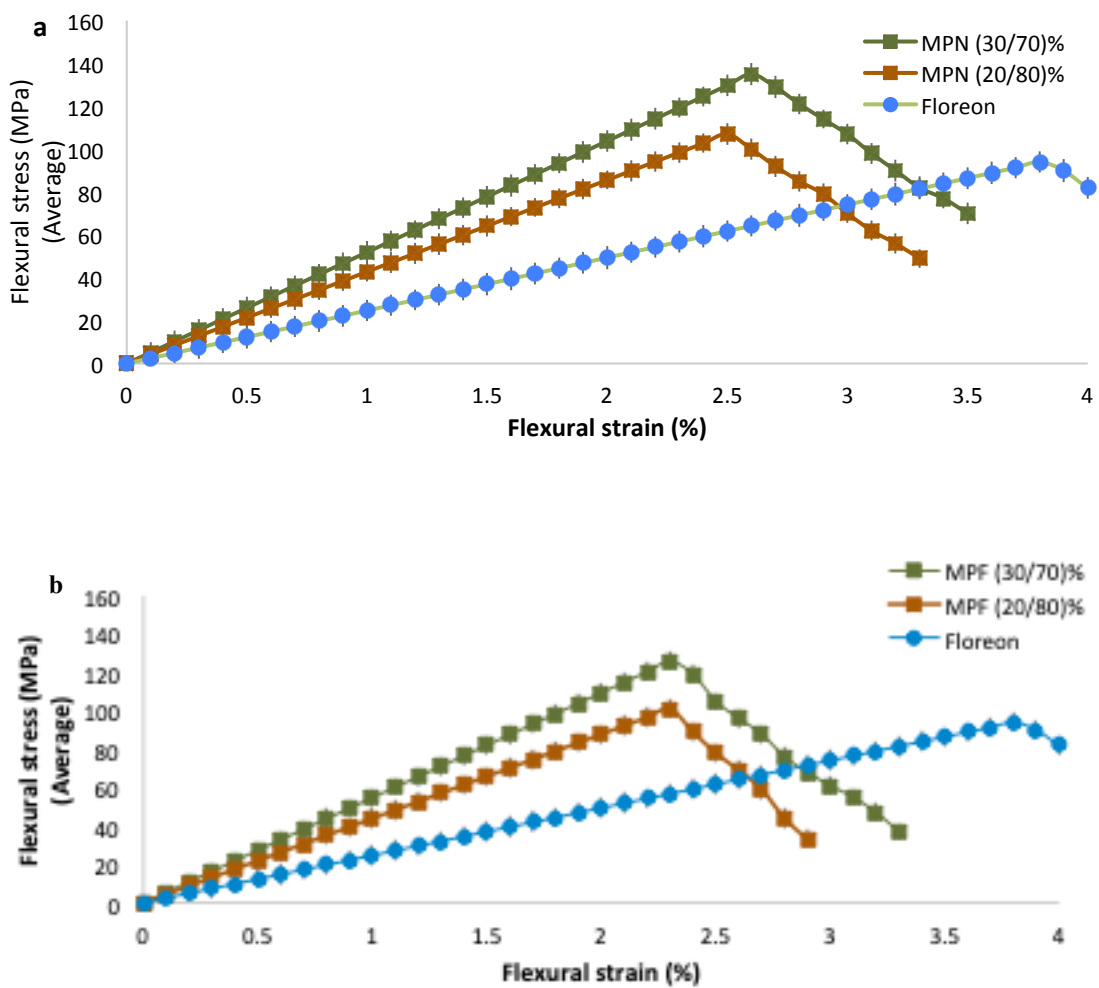 a
160
140
120
100
80
60
40
20
0
Flexural stress (MPa)
(Average)
MPN (30/70)%
MPN (20/80)%
Floreon
0 0.5 1 1.5 2 2.5 3 3.5 4
Flexural strain (%)
b
160
140
120
100
80
60
40
20
0
Flexural stress (MPa)
(Average)
MPF (30/70)%
MPF (20/80)%
Floreon
0 0.5 1 1.5 2 2.5 3 3.5 4
Flexural strain (%)